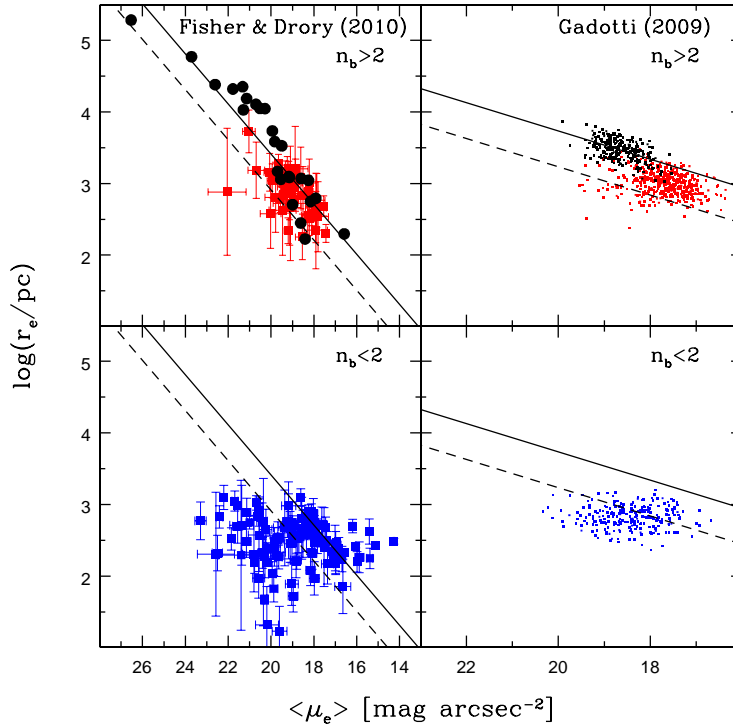 Fisher & Drory (2010)
n_b>2
Gadotti (2009)
n_b>2
5
4
3
2
log(r_e/pc)
n_b<2
n_b<2
5
4
3
2
26 24 22 20 18 16 14
22 20 18
<μ_e> [mag arcsec⁻²]